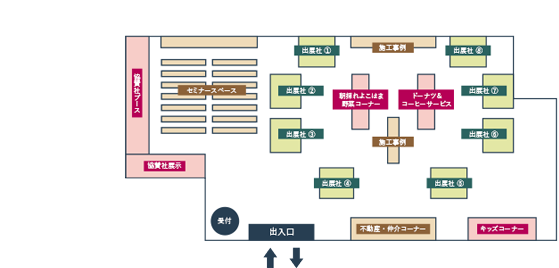 出展社①
施工事例
出展社⑧
協賛社ブース
セミナースペース
出展社②
朝採れよこはま
野菜コーナー
ドーナツ&
コーヒーサービス
出展社⑦
出展社③
施工事例
出展社⑥
協賛社展示
出展社④
出展社⑤
受付
出入口
不動産・仲介コーナー
キッズコーナー